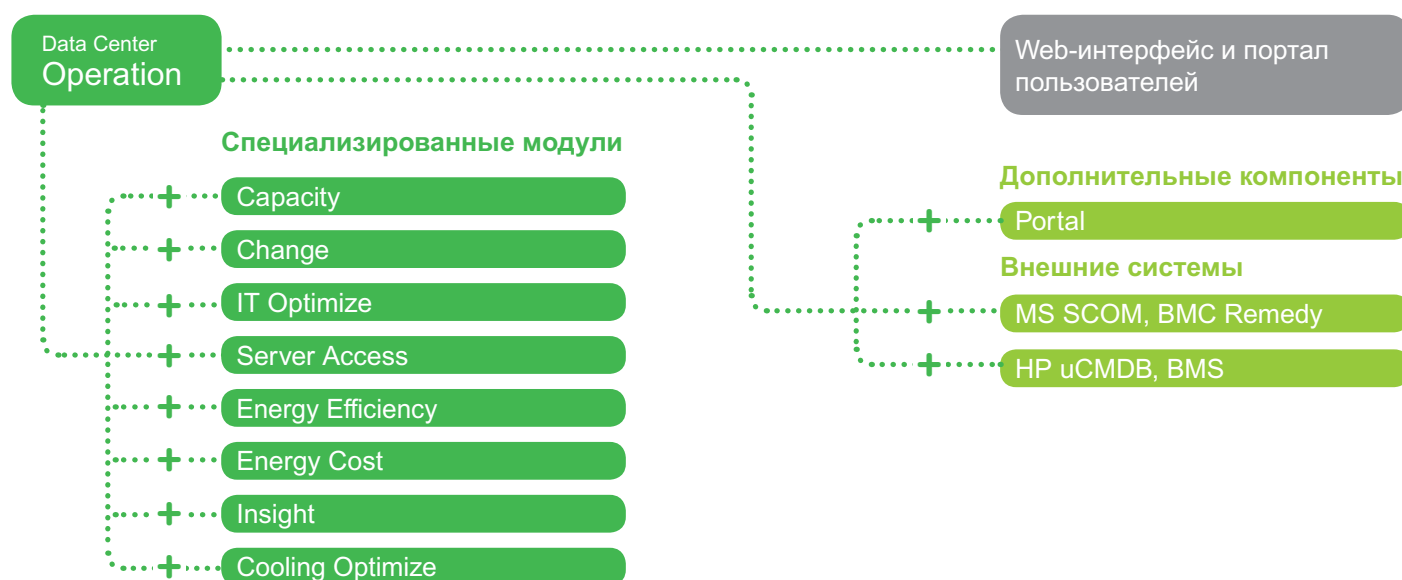 Data Center
Operation
Web-интерфейс и портал
пользователей
Специализированные модули
Capacity
Change
IT Optimize
Server Access
Energy Efficiency
Energy Cost
Insight
Cooling Optimize
Дополнительные компоненты
Portal
Внешние системы
MS SCOM, BMC Remedy
HP uCMDB, BMS